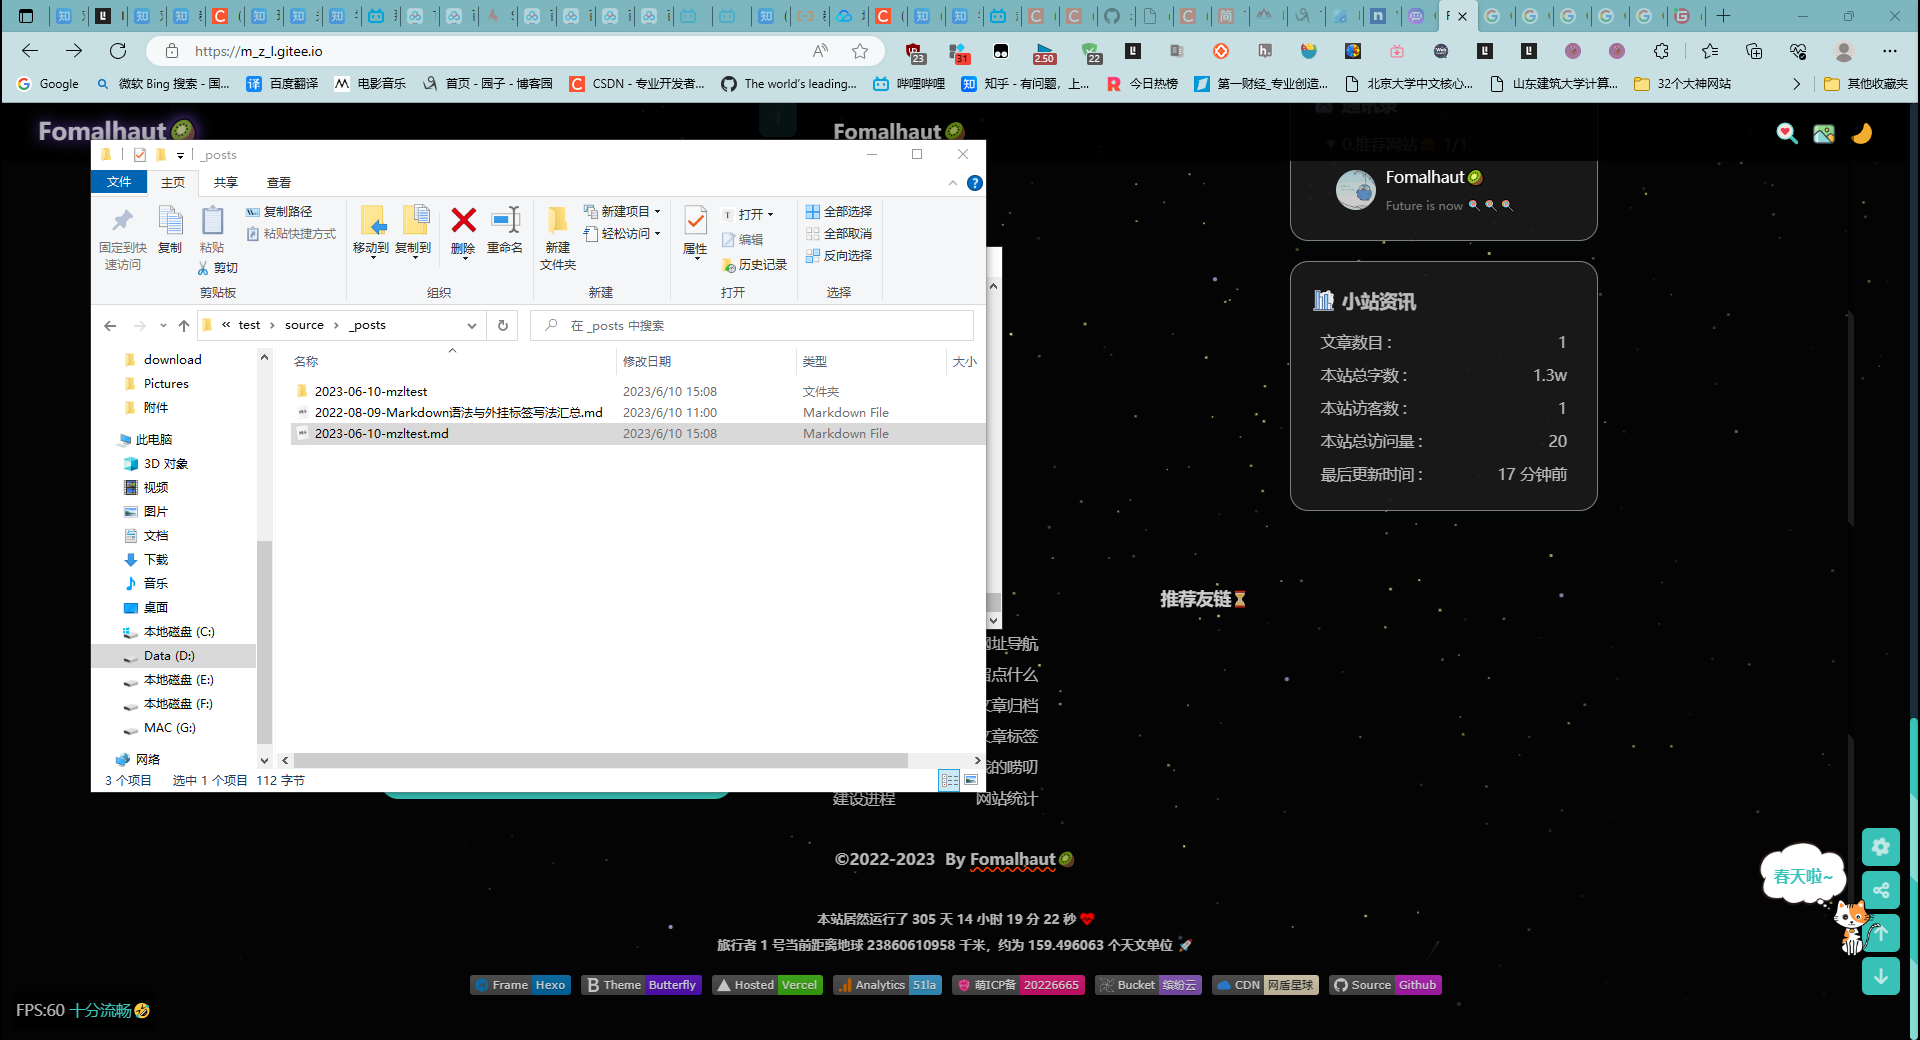 https://m_z_l.gitee.io
23
31
2.50
22
Google
微软 Bing 搜索 - 国...
百度翻译
电影音乐
首页 - 园子 - 博客园
CSDN - 专业开发者...
The world's leading...
哔哩哔哩
知乎 - 有问题，上...
今日热榜
第一财经_专业创造...
北京大学中文核心...
山东建筑大学计算...
32个大神网站
其他收藏夹
Fomalhaut
Fomalhaut
通讯录
0.推荐网站 1/1
Fomalhaut
Future is now
小站资讯
文章数目 : 1
本站总字数 : 1.3w
本站访客数 : 1
本站总访问量 : 20
最后更新时间 : 17 分钟前
_posts
文件 主页 共享 查看
固定到快速访问
复制
粘贴
复制路径
粘贴快捷方式
剪切
剪贴板
移动到
复制到
删除
重命名
组织
新建文件夹
新建项目
轻松访问
新建
属性
打开
编辑
历史记录
打开
全部选择
全部取消
反向选择
选择
test › source › _posts
在 _posts 中搜索
名称 修改日期 类型 大小
2023-06-10-mzltest 2023/6/10 15:08 文件夹
2022-08-09-Markdown语法与外挂标签写法汇总.md 2023/6/10 11:00 Markdown File
2023-06-10-mzltest.md 2023/6/10 15:08 Markdown File
download
Pictures
附件
此电脑
3D 对象
视频
图片
文档
下载
音乐
桌面
本地磁盘 (C:)
Data (D:)
本地磁盘 (E:)
本地磁盘 (F:)
MAC (G:)
网络
3 个项目 选中 1 个项目 112 字节
推荐友链
网址导航
留点什么
文章归档
文章标签
我的唠叨
建设进程 网站统计
©2022-2023 By Fomalhaut
本站居然运行了 305 天 14 小时 19 分 22 秒
旅行者 1 号当前距离地球 23860610958 千米，约为 159.496063 个天文单位
Frame Hexo
Theme Butterfly
Hosted Vercel
Analytics 51la
萌ICP备 20226665
Bucket 缤纷云
CDN 网盾星球
Source Github
春天啦~
FPS:60 十分流畅